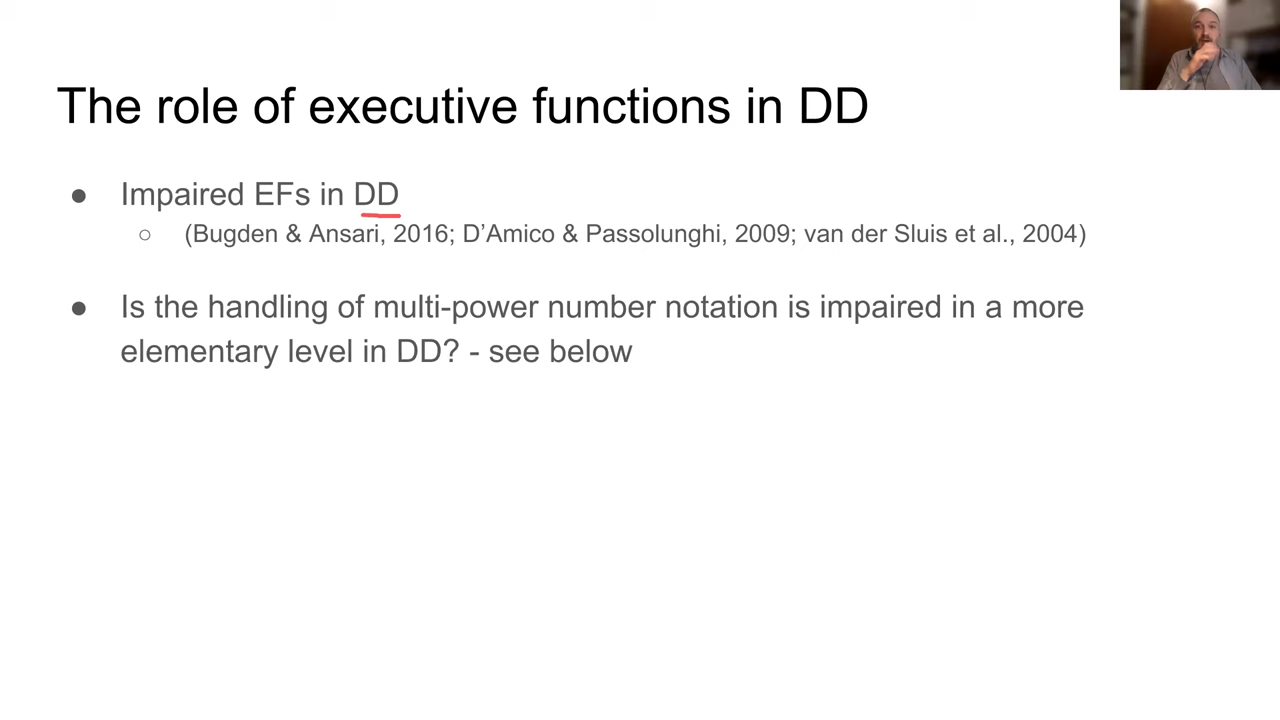 The role of executive functions in DD
● Impaired EFs in DD
○ (Bugden & Ansari, 2016; D’Amico & Passolunghi, 2009; van der Sluis et al., 2004)
● Is the handling of multi-power number notation is impaired in a more
elementary level in DD? - see below